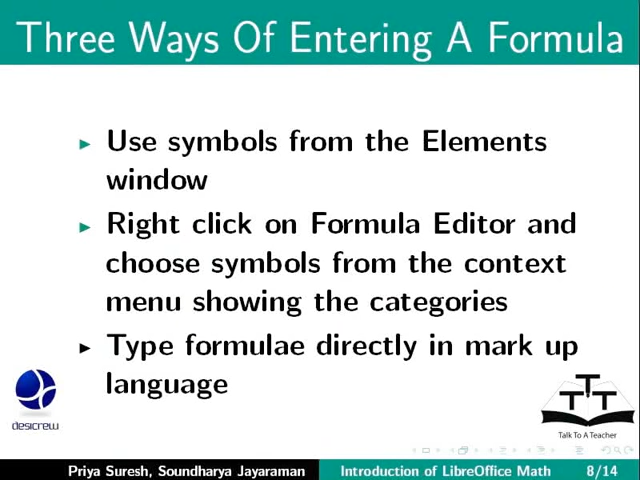 Three Ways Of Entering A Formula
Use symbols from the Elements
window
Right click on Formula Editor and
choose symbols from the context
menu showing the categories
Type formulae directly in mark up
language
desicrew
T T T
Talk To A Teacher
Priya Suresh, Soundharya Jayaraman Introduction of LibreOffice Math 8/14